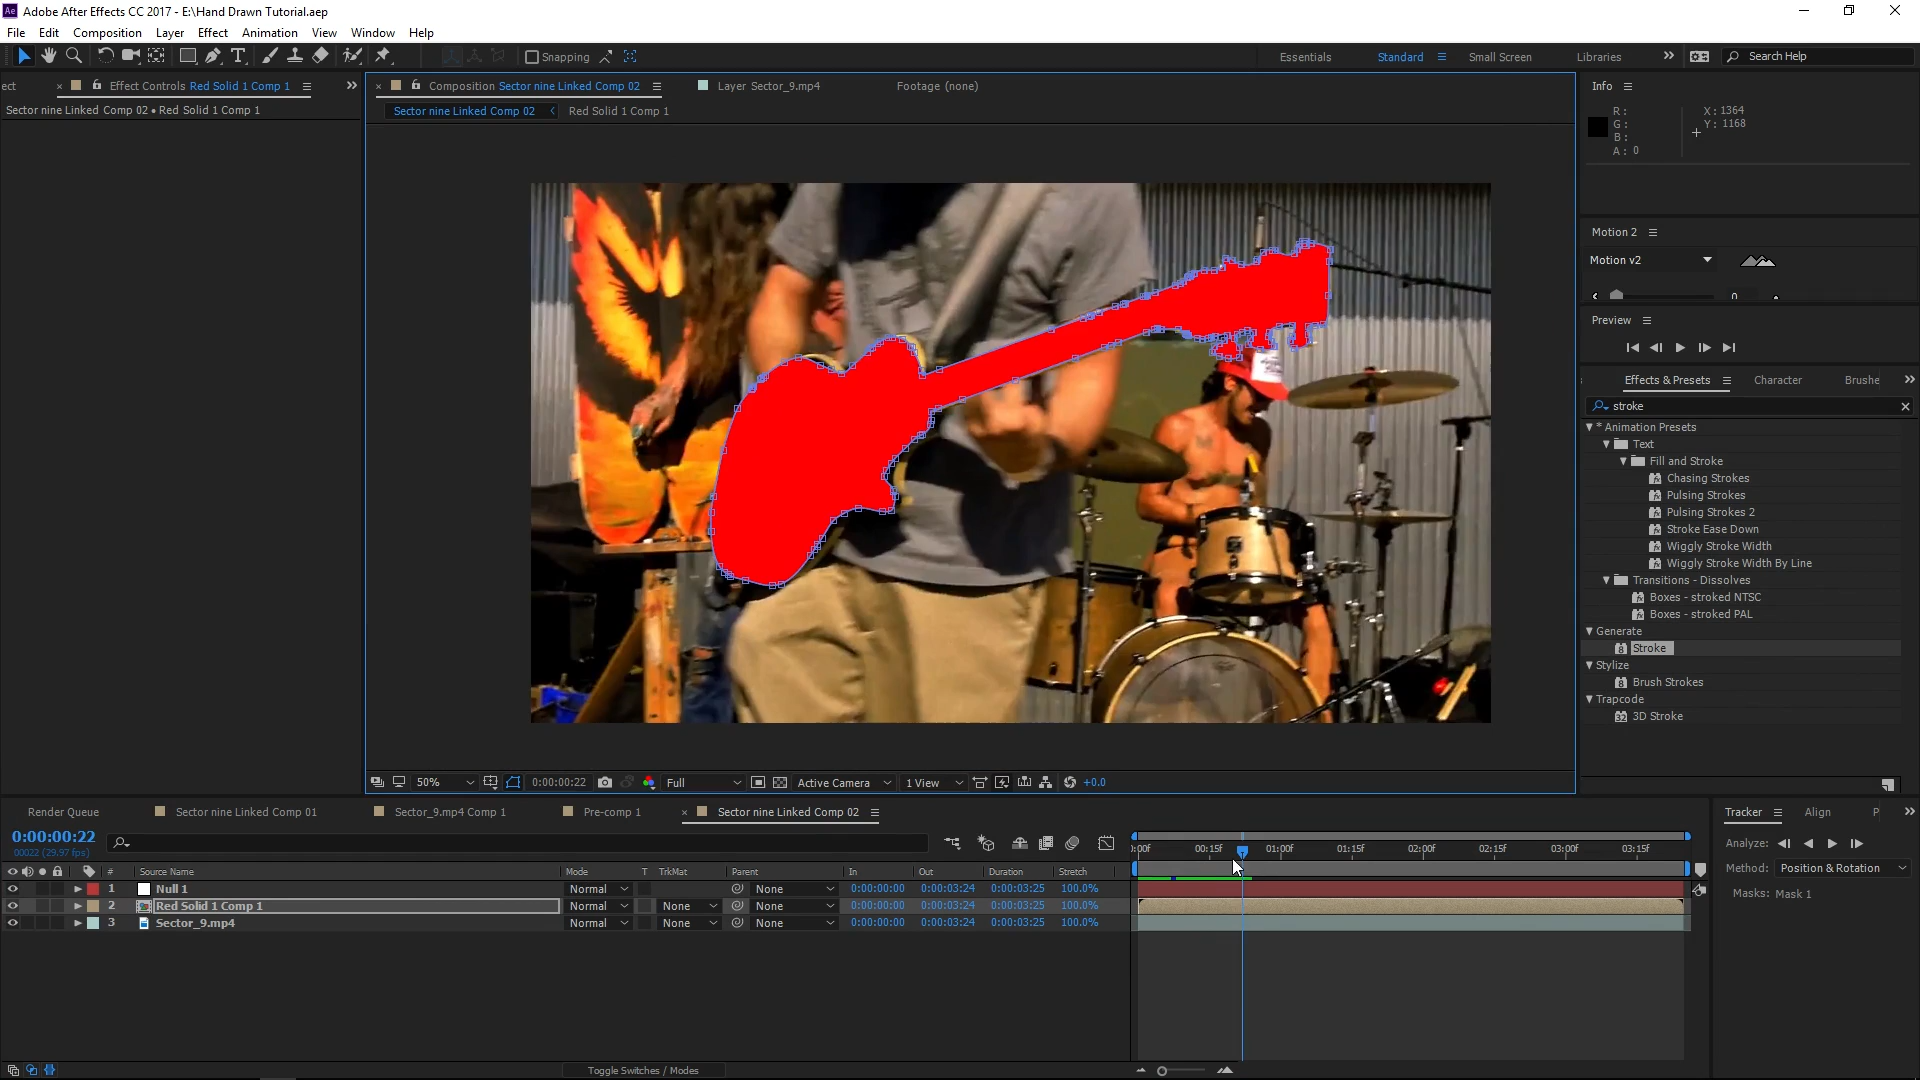 Ae Adobe After Effects CC 2017 - E:\Hand Drawn Tutorial.aep
File Edit Composition Layer Effect Animation View Window Help
Snapping Essentials Standard Small Screen Libraries Search Help
ect Effect Controls Red Solid 1 Comp 1
Sector nine Linked Comp 02 • Red Solid 1 Comp 1
Composition Sector nine Linked Comp 02 Layer Sector_9.mp4 Footage (none)
Sector nine Linked Comp 02 Red Solid 1 Comp 1
Info
R:
G:
B:
A: 0
X: 1364
Y: 1168
Motion 2
Motion v2
0
Preview
Effects & Presets Character Brushe
stroke
* Animation Presets
Text
Fill and Stroke
Chasing Strokes
Pulsing Strokes
Pulsing Strokes 2
Stroke Ease Down
Wiggly Stroke Width
Wiggly Stroke Width By Line
Transitions - Dissolves
Boxes - stroked NTSC
Boxes - stroked PAL
Generate
Stroke
Stylize
Brush Strokes
Trapcode
3D Stroke
50% 0:00:00:22 Full Active Camera 1 View +0.0
Render Queue Sector nine Linked Comp 01 Sector_9.mp4 Comp 1 Pre-comp 1 Sector nine Linked Comp 02
0:00:00:22
00022 (29.97 fps)
):00f 00:15f 01:00f 01:15f 02:00f 02:15f 03:00f 03:15f
# Source Name Mode T TrkMat Parent In Out Duration Stretch
1 Null 1 Normal None 0:00:00:00 0:00:03:24 0:00:03:25 100.0%
2 Red Solid 1 Comp 1 Normal None None 0:00:00:00 0:00:03:24 0:00:03:25 100.0%
3 Sector_9.mp4 Normal None None 0:00:00:00 0:00:03:24 0:00:03:25 100.0%
Toggle Switches / Modes
Tracker Align P
Analyze:
Method: Position & Rotation
Masks: Mask 1